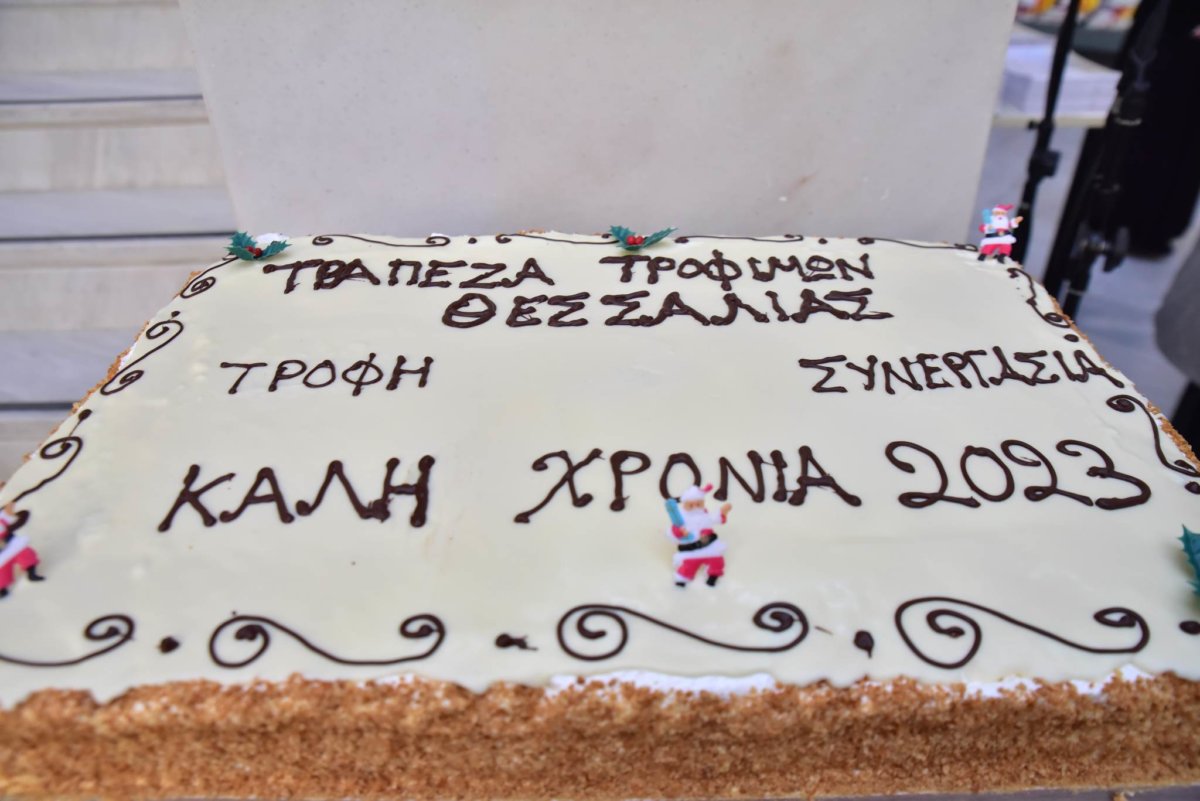 ΤΡΑΠΕΖΑ ΤΡΟΦΙΜΩΝ
ΘΕΣΣΑΛΙΑΣ
ΤΡΟΦΗ ΣΥΝΕΡΓΑΣΙΑ
ΚΑΛΗ ΧΡΟΝΙΑ 2023